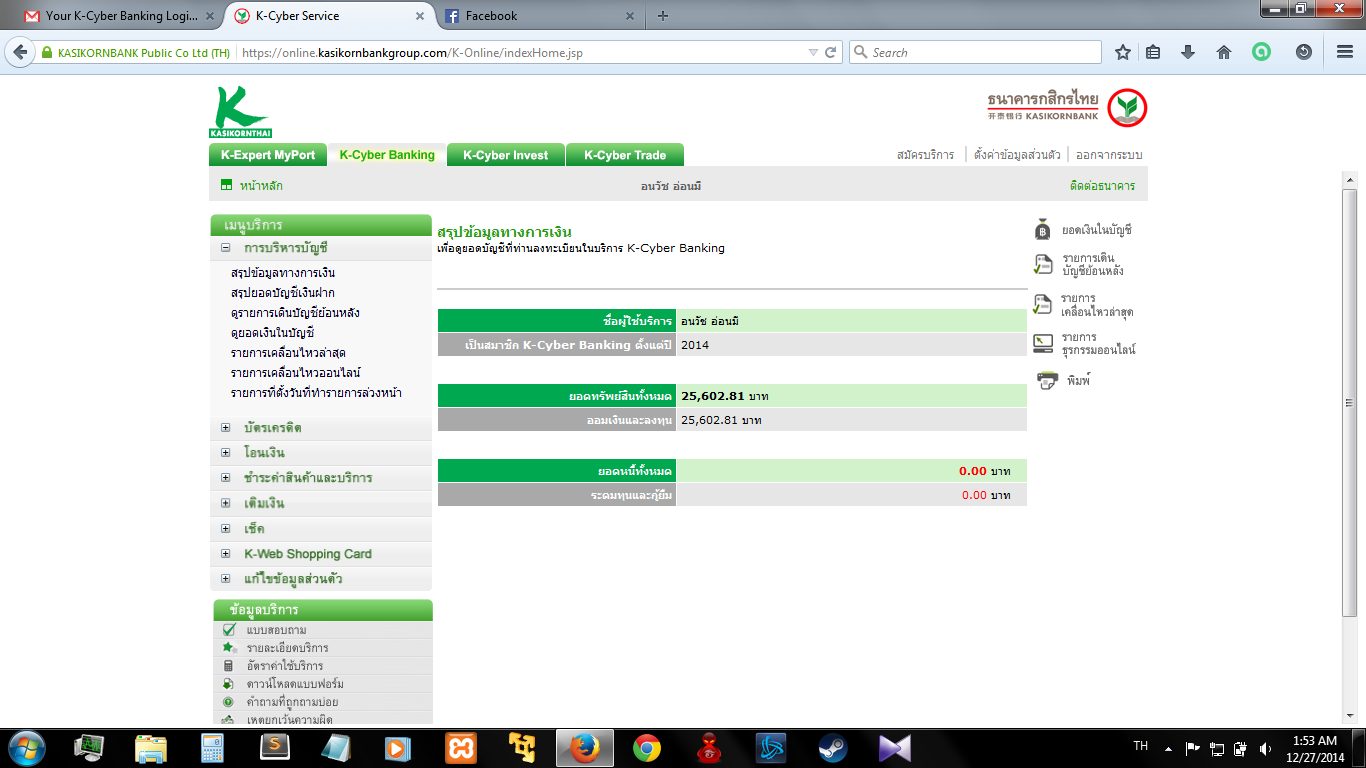 Your K-Cyber Banking Logi...
K-Cyber Service
Facebook
KASIKORNBANK Public Co Ltd (TH)
https://online.kasikornbankgroup.com/K-Online/indexHome.jsp
Search
KASIKORNTHAI
ธนาคารกสิกรไทย
开泰银行 KASIKORNBANK
K-Expert MyPort
K-Cyber Banking
K-Cyber Invest
K-Cyber Trade
สมัครบริการ
ตั้งค่าข้อมูลส่วนตัว
ออกจากระบบ
หน้าหลัก
อนวัช อ่อนมี
ติดต่อธนาคาร
เมนูบริการ
การบริหารบัญชี
สรุปข้อมูลทางการเงิน
สรุปยอดบัญชีเงินฝาก
ดูรายการเดินบัญชีย้อนหลัง
ดูยอดเงินในบัญชี
รายการเคลื่อนไหวล่าสุด
รายการเคลื่อนไหวออนไลน์
รายการที่ตั้งวันที่ทำรายการล่วงหน้า
บัตรเครดิต
โอนเงิน
ชำระค่าสินค้าและบริการ
เติมเงิน
เช็ค
K-Web Shopping Card
แก้ไขข้อมูลส่วนตัว
ข้อมูลบริการ
แบบสอบถาม
รายละเอียดบริการ
อัตราค่าใช้บริการ
ดาวน์โหลดแบบฟอร์ม
คำถามที่ถูกถามบ่อย
เหตุยกเว้นความผิด
สรุปข้อมูลทางการเงิน
เพื่อดูยอดบัญชีที่ท่านลงทะเบียนในบริการ K-Cyber Banking
ชื่อผู้ใช้บริการ อนวัช อ่อนมี
เป็นสมาชิก K-Cyber Banking ตั้งแต่ปี 2014
ยอดทรัพย์สินทั้งหมด 25,602.81 บาท
ออมเงินและลงทุน 25,602.81 บาท
ยอดหนี้ทั้งหมด 0.00 บาท
ระดมทุนและกู้ยืม 0.00 บาท
ยอดเงินในบัญชี
รายการเดิน
บัญชีย้อนหลัง
รายการ
เคลื่อนไหวล่าสุด
รายการ
ธุรกรรมออนไลน์
พิมพ์
TH
1:53 AM
12/27/2014